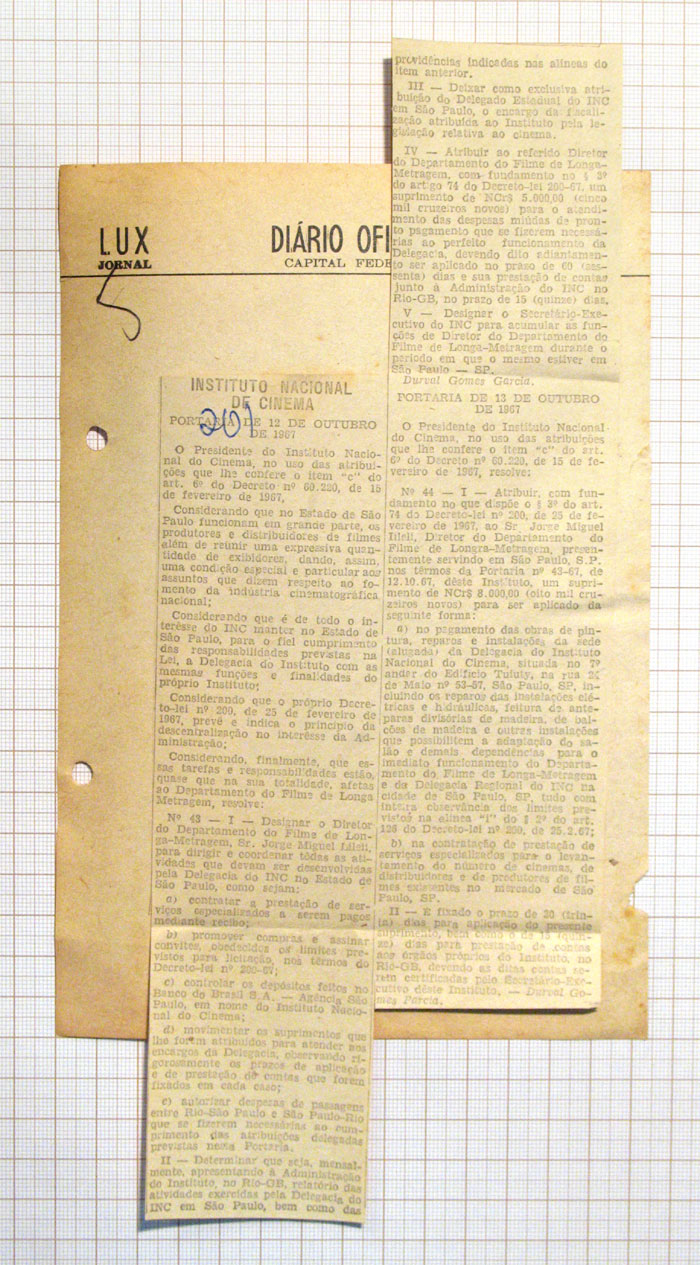 LUX
JORNAL
DIÁRIO OFI
CAPITAL FEDE
5
INSTITUTO NACIONAL
DE CINEMA
201
PORTARIA DE 12 DE OUTUBRO
DE 1967
O Presidente do Instituto Nacio-
nal do Cinema, no uso das atribui-
ções que lhe confere o item "c" do
art. 6º do Decreto nº 60.220, de 15
de fevereiro de 1967,
Considerando que no Estado de São
Paulo funcionam em grande parte, os
produtores e distribuidores de filmes
além de reunir uma expressiva quan-
tidade de exibidores, dando, assim,
uma condição especial e particular aos
assuntos que dizem respeito ao fo-
mento da indústria cinematográfica
nacional;
Considerando que é de todo o in-
terêsse do INC manter no Estado de
São Paulo, para o fiel cumprimento
das responsabilidades previstas na
Lei, a Delegacia do Instituto com as
mesmas funções e finalidades do
próprio Instituto;
Considerando que o próprio Decre-
to-lei nº 200, de 25 de fevereiro de
1967, prevê e indica o princípio da
descentralização no interêsse da Ad-
ministração;
Considerando, finalmente, que es-
sas tarefas e responsabilidades estão,
quase que na sua totalidade, afetas
ao Departamento do Filme de Longa
Metragem, resolve:
Nº 43 — I — Designar o Diretor
do Departamento do Filme de Lon-
ga-Metragem, Sr. Jorge Miguel Ileli,
para dirigir e coordenar tôdas as ati-
vidades que devam ser desenvolvidas
pela Delegacia do INC no Estado de
São Paulo, como sejam:
a) contratar a prestação de ser-
viços especializados a serem pagos
mediante recibo;
b) promover compras e assinar
convites, obedecidos os limites pre-
vistos para licitação, nos têrmos do
Decreto-lei nº 200-67;
c) controlar os depósitos feitos no
Banco do Brasil S.A. — Agência São
Paulo, em nome do Instituto Nacio-
nal do Cinema;
d) movimentar os suprimentos que
lhe foram atribuídos para atender aos
encargos da Delegacia, observando ri-
gorosamente os prazos de aplicação
e de prestação de contas que forem
fixados em cada caso;
e) autorizar despesas de passagens
entre Rio-São Paulo e São Paulo-Rio
que se fizerem necessárias ao cum-
primento das atribuições delegadas
previstas nessa Portaria.
II — Determinar que seja, mensal-
mente, apresentando à Administração
do Instituto, no Rio-GB, relatório das
atividades exercidas pela Delegacia do
INC em São Paulo, bem como das
providências indicadas nas alíneas do
item anterior.
III — Deixar como exclusiva atri-
buição do Delegado Estadual do INC
em São Paulo, o encargo da fiscali-
zação atribuída ao Instituto pela le-
gislação relativa ao cinema.
IV — Atribuir ao referido Diretor
do Departamento do Filme de Longa-
Metragem, com fundamento no § 3º
do artigo 74 do Decreto-lei 200-67, um
suprimento de NCr$ 5.000,00 (cinco
mil cruzeiros novos) para o atendi-
mento das despesas miúdas de pron-
to pagamento que se fizerem necessá-
rias ao perfeito funcionamento da
Delegacia, devendo dito adiantamen-
to ser aplicado no prazo de 60 (ses-
senta) dias e sua prestação de contas
junto à Administração do INC no
Rio-GB, no prazo de 15 (quinze) dias.
V — Designar o Secretário-Exe-
cutivo do INC para acumular as fun-
ções de Diretor do Departamento do
Filme de Longa-Metragem durante o
período em que o mesmo estiver em
São Paulo — SP.
Durval Gomes Garcia.
PORTARIA DE 13 DE OUTUBRO
DE 1967
O Presidente do Instituto Nacional
do Cinema, no uso das atribuições
que lhe confere o item "c" do art.
6º do Decreto nº 60.220, de 15 de fe-
vereiro de 1967, resolve:
Nº 44 — I — Atribuir, com fun-
damento no que dispõe o § 3º do art.
74 do Decreto-lei nº 200, de 25 de fe-
vereiro de 1967, ao Sr. Jorge Miguel
Ileli, Diretor do Departamento do
Filme de Longra-Metragem, presen-
temente servindo em São Paulo, S.P.
nos têrmos da Portaria nº 43-67, de
12.10.67, dêste Instituto, um supri-
mento de NCr$ 8.000,00 (oito mil cru-
zeiros novos) para ser aplicado da
seguinte forma:
a) no pagamento das obras de pin-
tura, reparos e instalações da sede
(alugada) da Delegacia do Instituto
Nacional do Cinema, situada no 7º
andar do Edifício Tufuly, na rua 24
de Maio nº 53-67, São Paulo, SP, in-
cluindo os reparos das instalações elé-
tricas e hidráulicas, feitura de ante-
paras divisórias de madeira, de bal-
cões de madeira e outras instalações
que possibilitem a adaptação do sa-
lão e demais dependências para o
imediato funcionamento do Departa-
mento do Filme de Longa-Metragem
e da Delegacia Regional do INC na
cidade de São Paulo, SP, tudo com
inteira observância dos limites pre-
vistos na alínea "i" do § 2º do art.
126 do Decreto-lei nº 200, de 25.2.67;
b) na contratação de prestação de
serviços especializados para o levan-
tamento do número de cinemas, de
distribuidores e de produtores de fil-
mes existentes no mercado de São
Paulo, SP.
II — E fixado o prazo de 30 (trin-
ta) dias para aplicação do presente
suprimento, bem como o de 15 (quin-
ze) dias para prestação de contas
aos órgãos próprios do Instituto, no
Rio-GB, devendo as ditas contas se-
rem certificadas pelo Secretário-Exe-
cutivo dêste Instituto. — Durval Go-
mes Parcia.